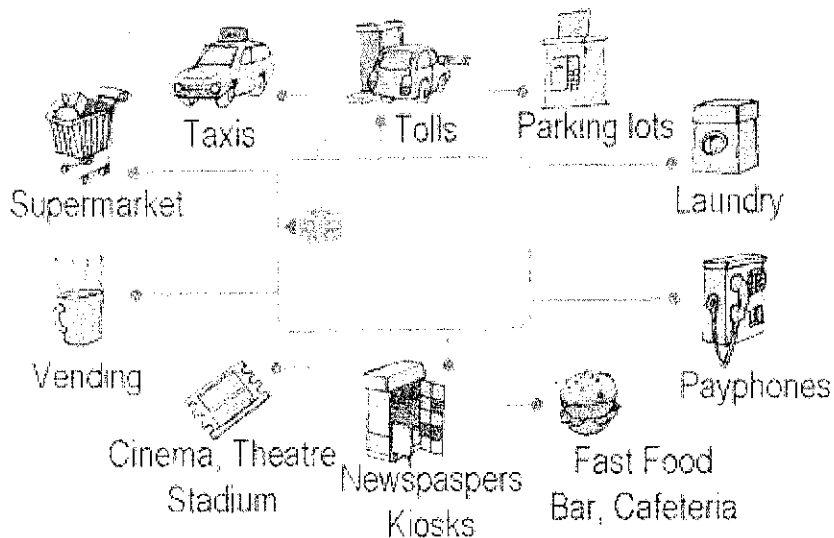 Taxis
Tolls
Parking lots
Supermarket
Laundry
Vending
Payphones
Cinema, Theatre
Stadium
Newspaspers
Kiosks
Fast Food
Bar, Cafeteria